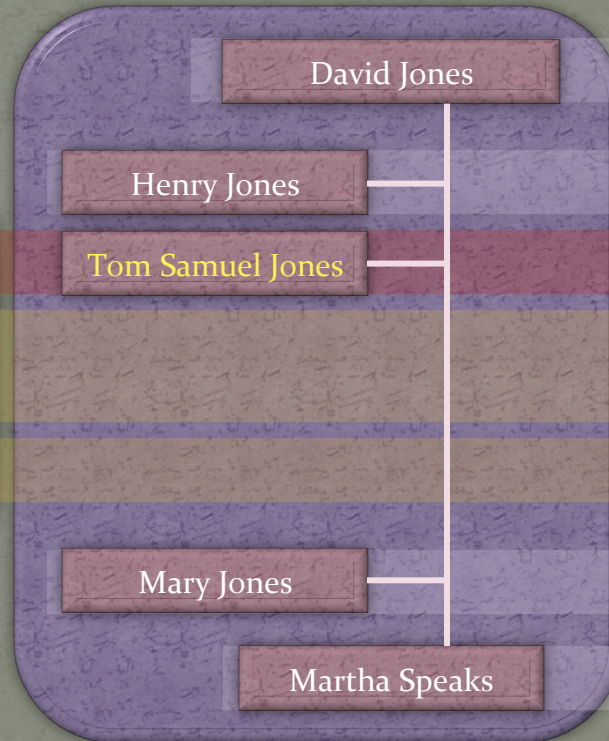 David Jones
Henry Jones
Tom Samuel Jones
Mary Jones
Martha Speaks